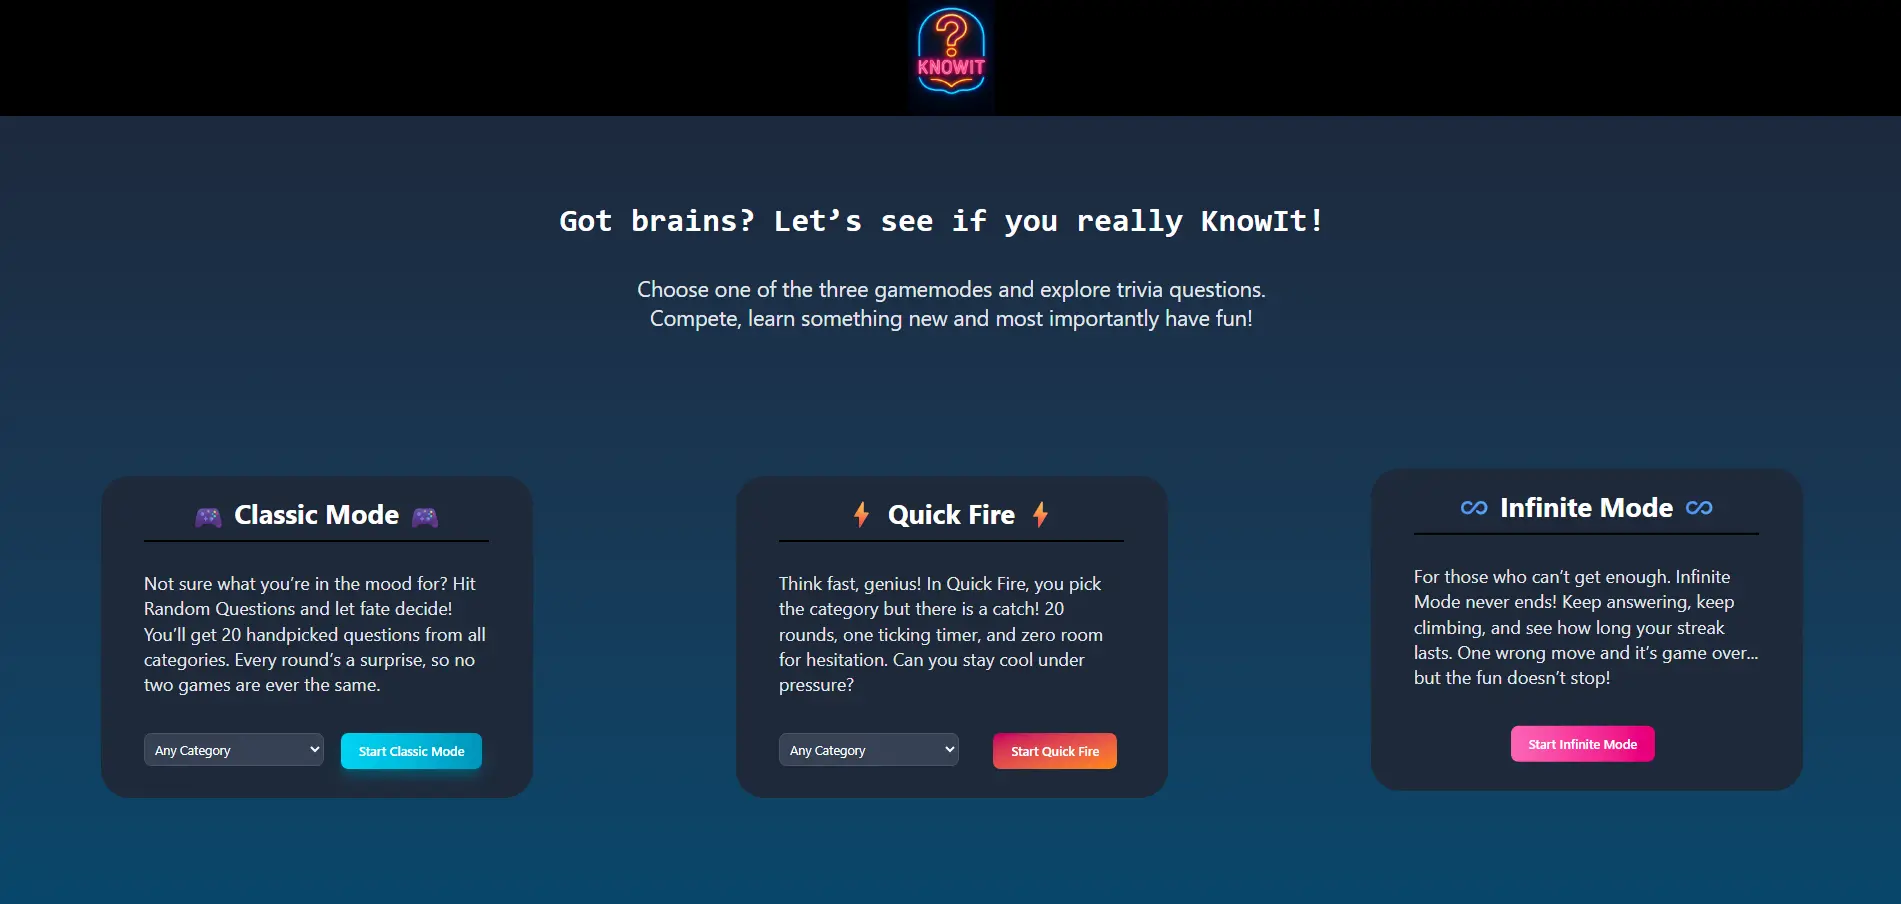 KNOWIT
Got brains? Let’s see if you really KnowIt!
Choose one of the three gamemodes and explore trivia questions.
Compete, learn something new and most importantly have fun!
Classic Mode
Not sure what you’re in the mood for? Hit
Random Questions and let fate decide!
You’ll get 20 handpicked questions from all
categories. Every round’s a surprise, so no
two games are ever the same.
Any Category
Start Classic Mode
Quick Fire
Think fast, genius! In Quick Fire, you pick
the category but there is a catch! 20
rounds, one ticking timer, and zero room
for hesitation. Can you stay cool under
pressure?
Any Category
Start Quick Fire
Infinite Mode
For those who can’t get enough. Infinite
Mode never ends! Keep answering, keep
climbing, and see how long your streak
lasts. One wrong move and it’s game over...
but the fun doesn’t stop!
Start Infinite Mode